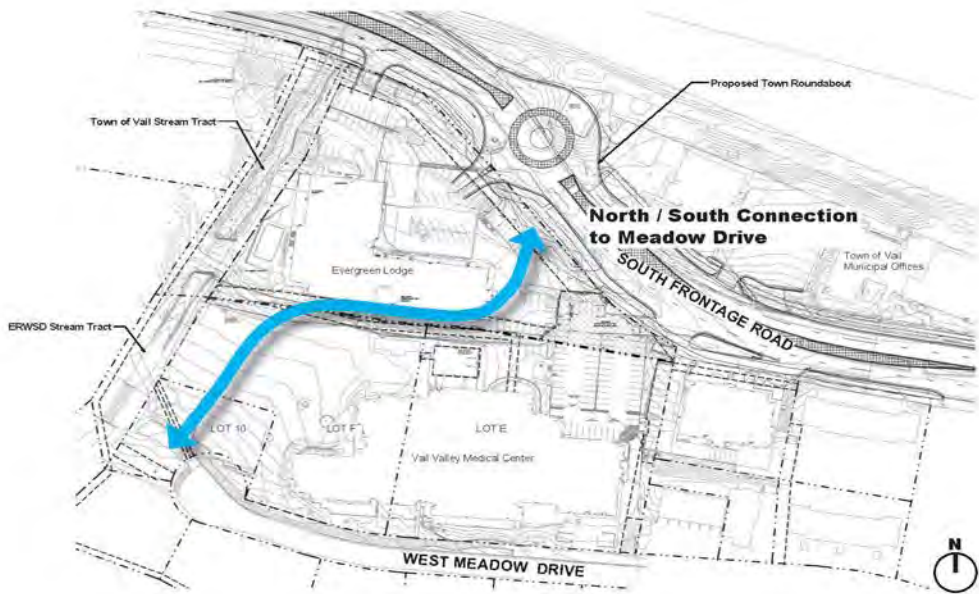 Proposed Town Roundabout
Town of Vail Stream Tract
North / South Connection
to Meadow Drive
Town of Vail
Municipal Offices
Evergreen Lodge
SOUTH FRONTAGE ROAD
ERWSD Stream Tract
LOT 10
LOT F
LOT E
Vail Valley Medical Center
WEST MEADOW DRIVE
N